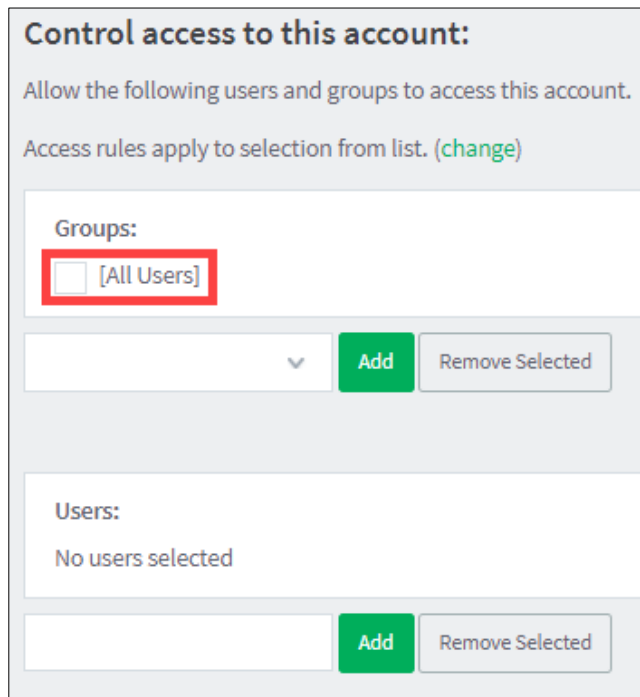 Control access to this account:
Allow the following users and groups to access this account.
Access rules apply to selection from list. (change)
Groups:
[All Users]
Add Remove Selected
Users:
No users selected
Add Remove Selected